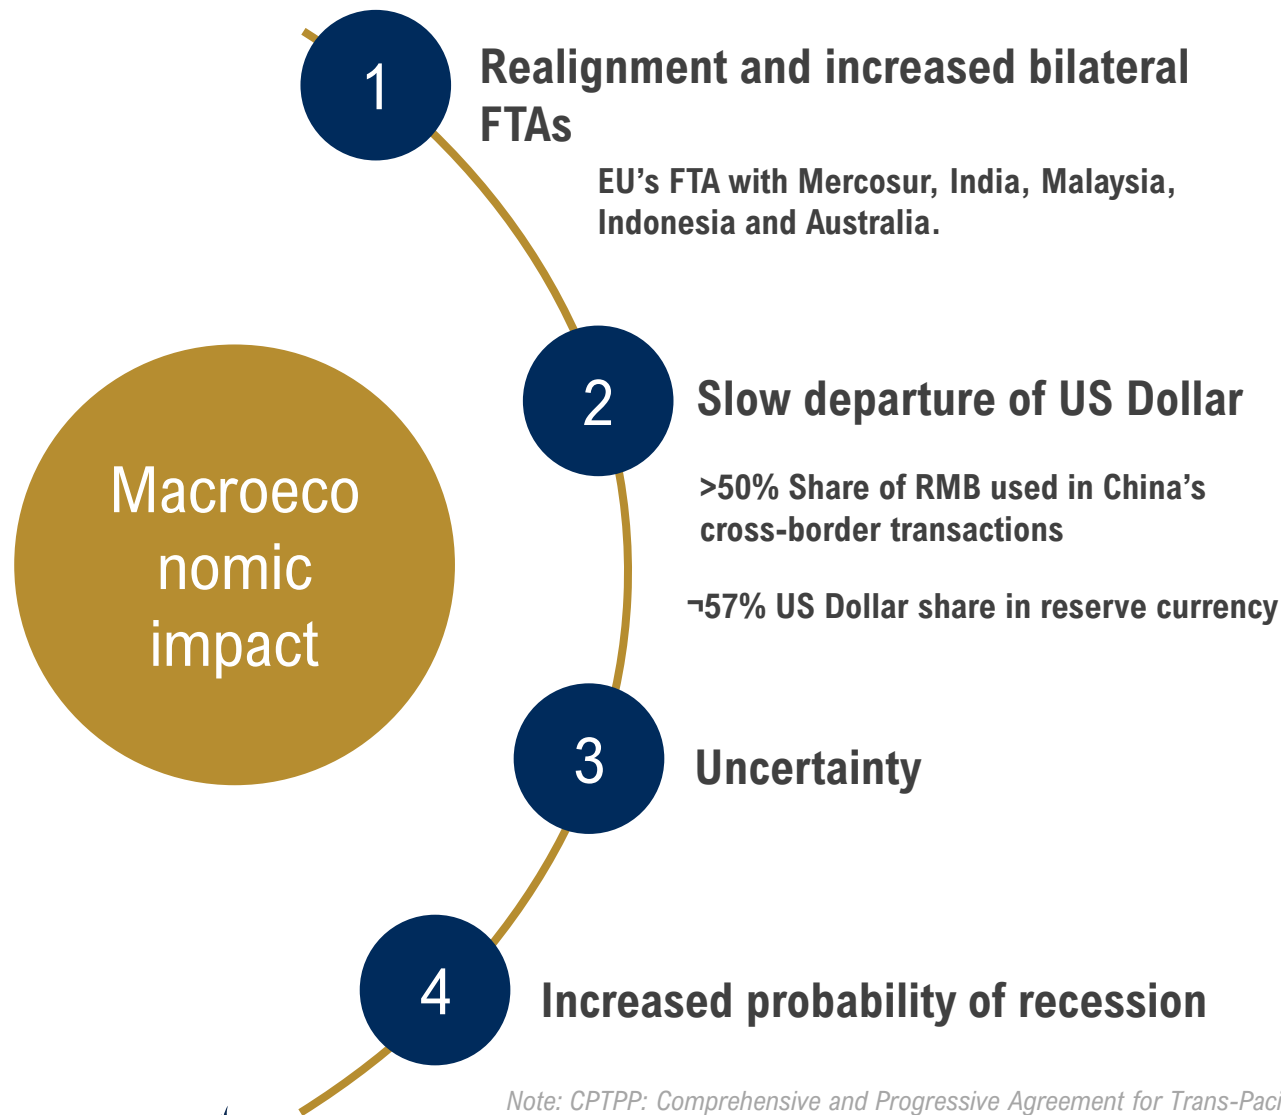 1
Realignment and increased bilateral
FTAs
EU’s FTA with Mercosur, India, Malaysia,
Indonesia and Australia.
2
Slow departure of US Dollar
>50% Share of RMB used in China’s
cross-border transactions
¬57% US Dollar share in reserve currency
Macroeco
nomic
impact
3
Uncertainty
4
Increased probability of recession
Note: CPTPP: Comprehensive and Progressive Agreement for Trans-Paci